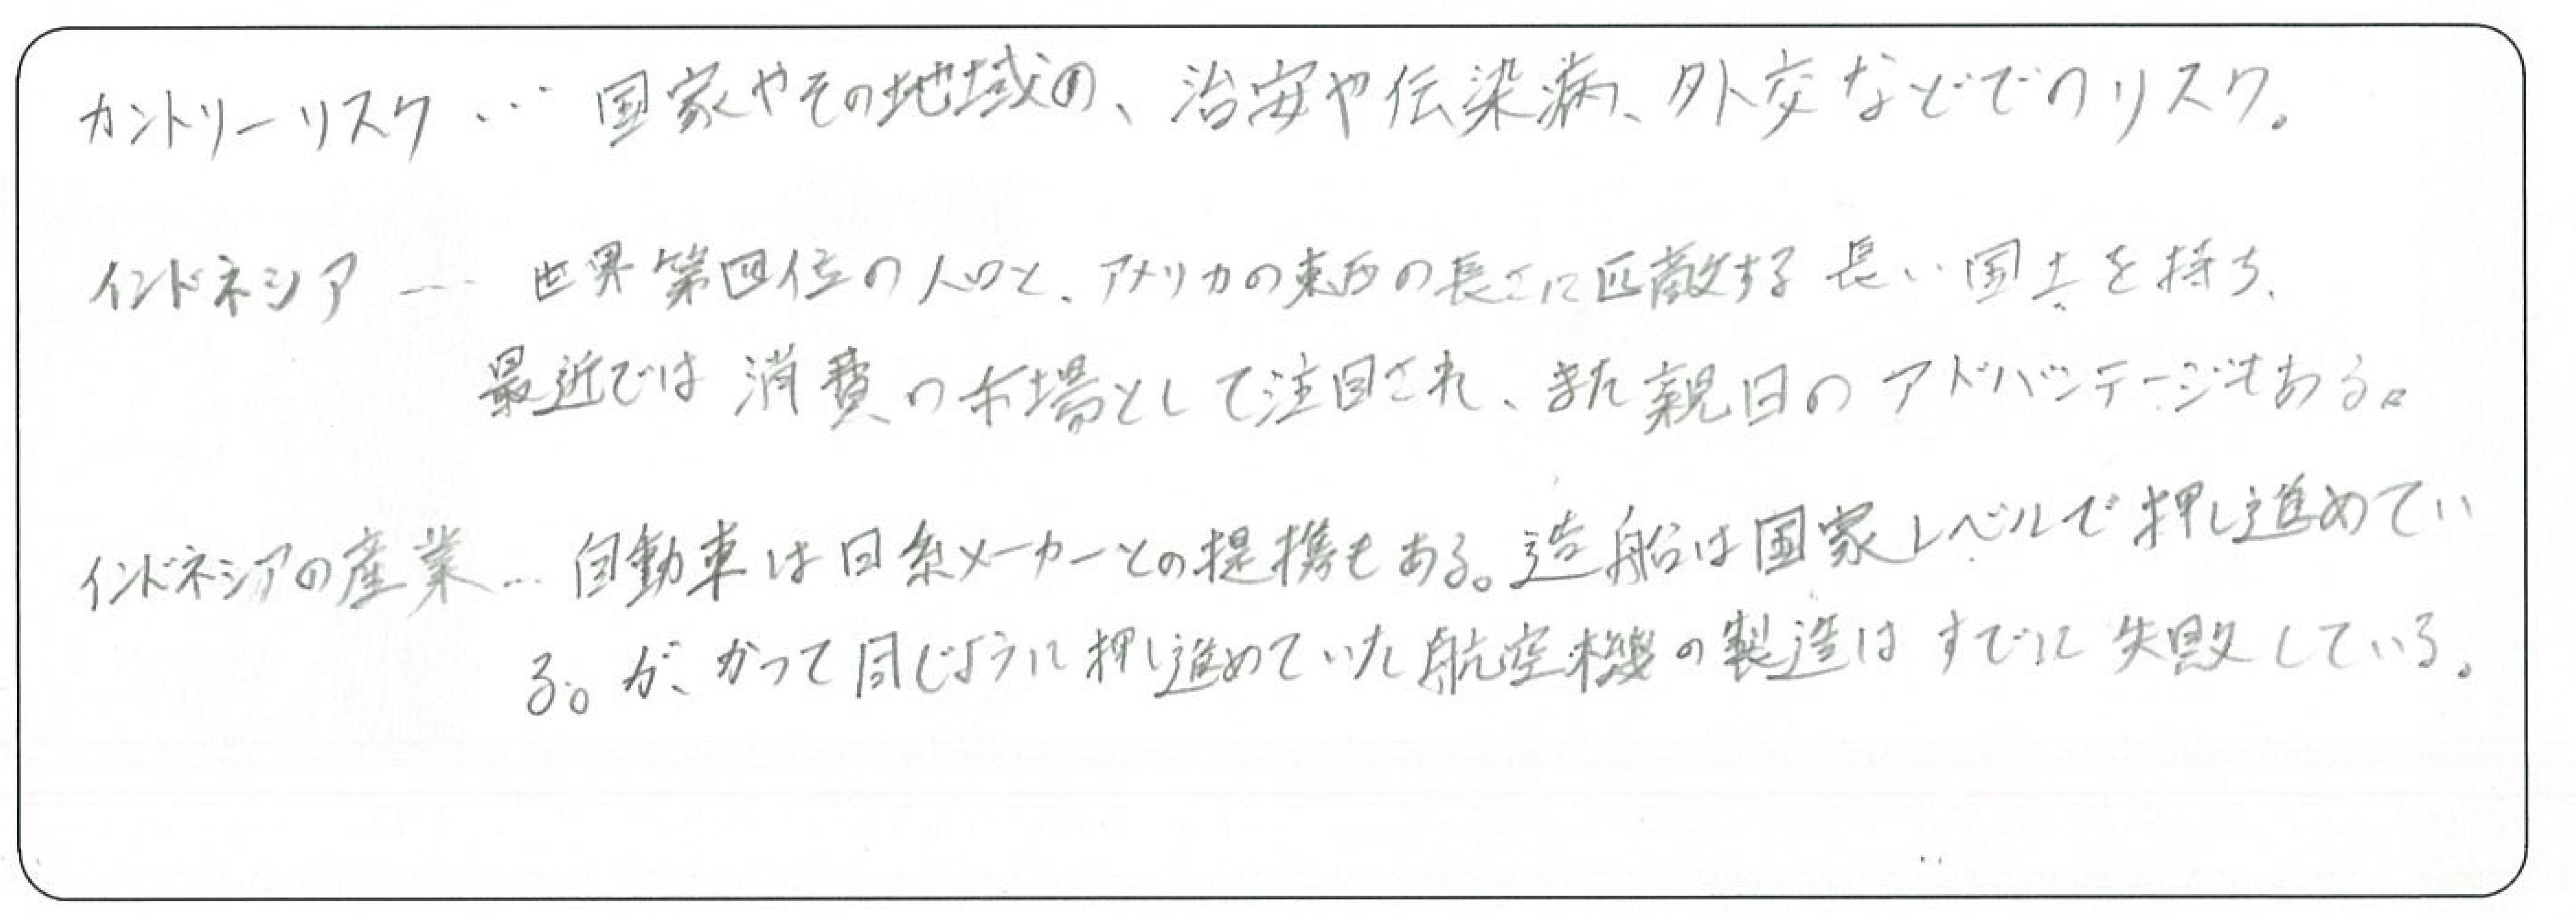 カントリーリスク … 国家やその地域の、治安や伝染病、外交などでのリスク。
インドネシア … 世界第四位の人口と、アメリカの東西の長さに匹敵する長い国土を持ち、
最近では消費の市場として注目され、また親日のアドバンテージもある。
インドネシアの産業 … 自動車は日系メーカーとの提携もある。造船は国家レベルで押し進めてい
る。が、かつて同じように押し進めていた航空機の製造はすでに失敗している。